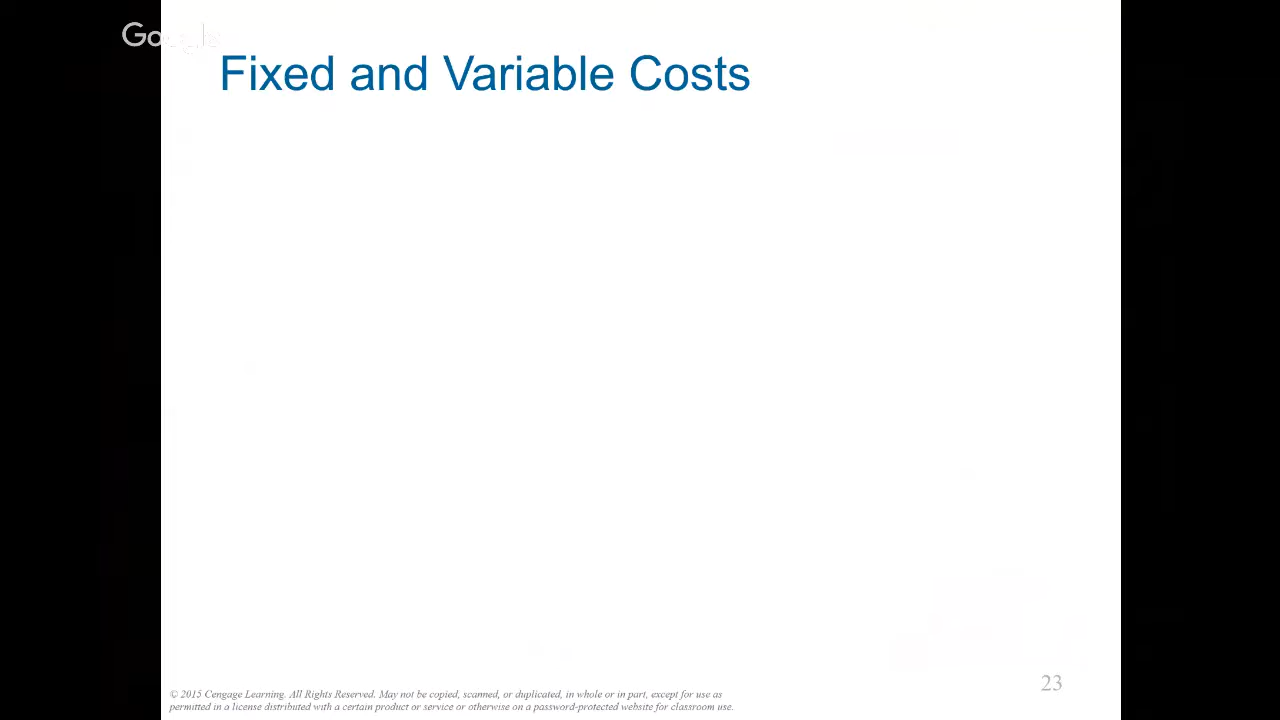 Google
Fixed and Variable Costs
23
© 2015 Cengage Learning. All Rights Reserved. May not be copied, scanned, or duplicated, in whole or in part, except for use as
permitted in a license distributed with a certain product or service or otherwise on a password-protected website for classroom use.